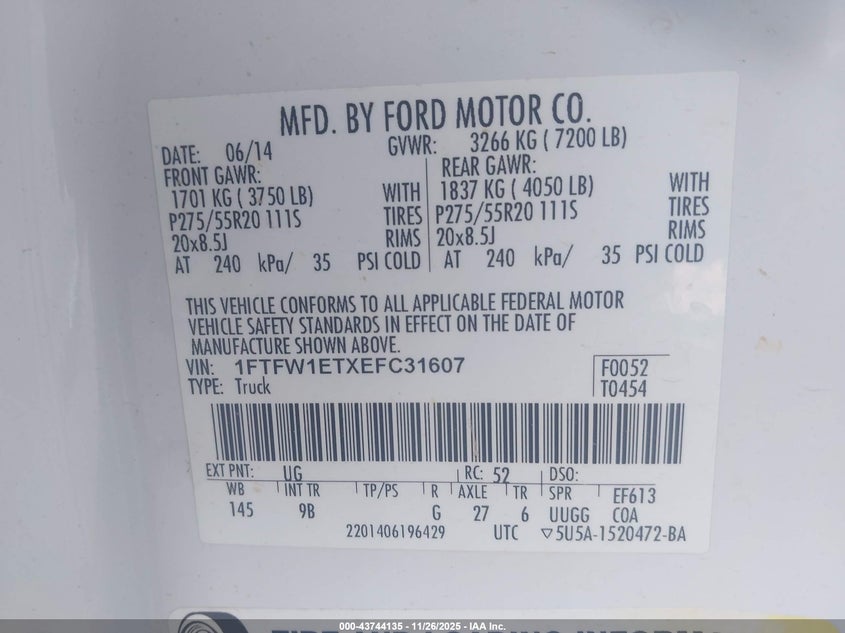 MFD. BY FORD MOTOR CO.
DATE: 06/14 GVWR: 3266 KG ( 7200 LB)
FRONT GAWR: REAR GAWR:
1701 KG ( 3750 LB) WITH 1837 KG ( 4050 LB) WITH
P275/55R20 111S TIRES P275/55R20 111S TIRES
20x8.5J RIMS 20x8.5J RIMS
AT 240 kPa/ 35 PSI COLD AT 240 kPa/ 35 PSI COLD
THIS VEHICLE CONFORMS TO ALL APPLICABLE FEDERAL MOTOR
VEHICLE SAFETY STANDARDS IN EFFECT ON THE DATE OF
MANUFACTURE SHOWN ABOVE.
VIN: 1FTFW1ETXEFC31607 F0052
TYPE: Truck T0454
EXT PNT: UG RC: 52 DSO:
WB INT TR TP/PS R AXLE TR SPR EF613
145 9B G 27 6 UUGG COA
2201406196429 UTC ▽5U5A-1520472-BA
000-43744135 - 11/26/2025 - IAA Inc.